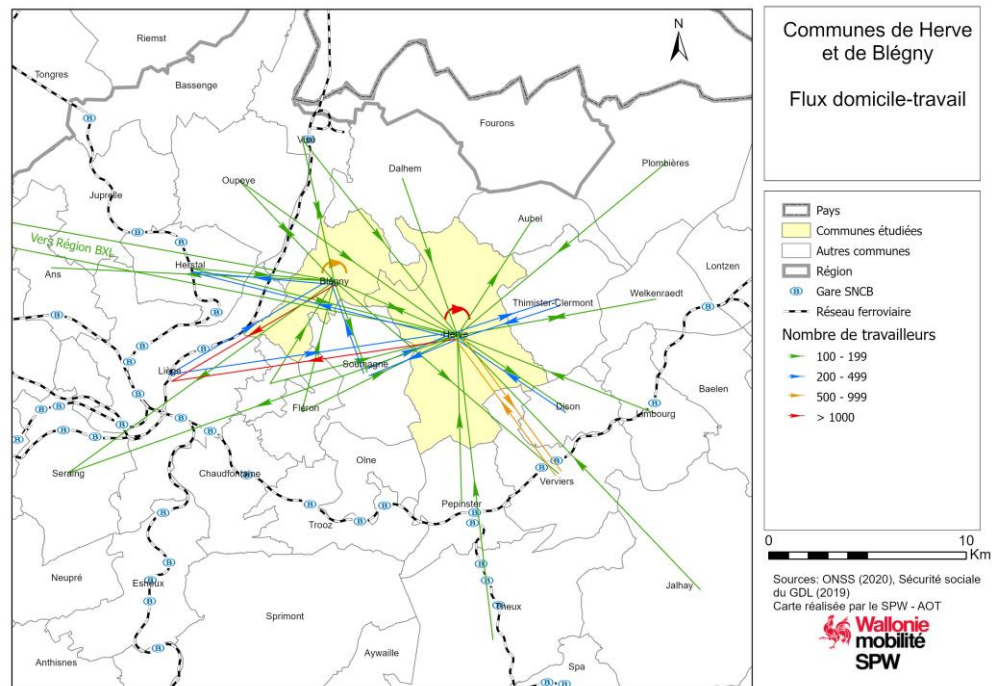 Riemst
N
Tongres
Bassenge
Fourons
Visé
Dalhem
Plombières
Oupeye
Juprelle
Aubel
Vers Région BXL
Herstal
Ans
Blégny
Lontzen
Thimister-Clermont
Welkenraedt
Herve
Liège
Soumagne
Baelen
Fléron
Dison
Limbourg
Olne
Seraing
Chaudfontaine
Verviers
Pepinster
Trooz
Neupré
Esneux
Jalhay
Theux
Sprimont
Anthisnes
Aywaille
Spa
Communes de Herve
et de Blégny
Flux domicile-travail
Pays
Communes étudiées
Autres communes
Région
B Gare SNCB
Réseau ferroviaire
Nombre de travailleurs
100 - 199
200 - 499
500 - 999
> 1000
0 10
Km
Sources: ONSS (2020), Sécurité sociale
du GDL (2019)
Carte réalisée par le SPW - AOT
Wallonie
mobilité
SPW